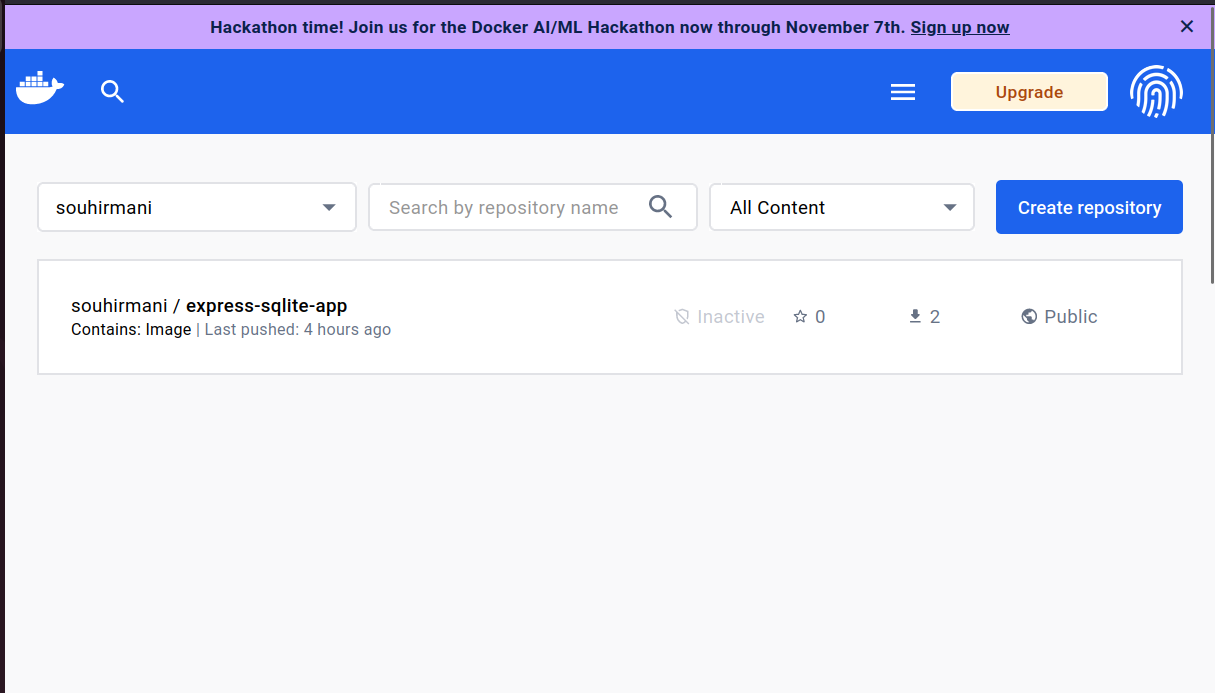 Hackathon time! Join us for the Docker AI/ML Hackathon now through November 7th. Sign up now
Upgrade
souhirmani
Search by repository name
All Content
Create repository
souhirmani / express-sqlite-app
Contains: Image | Last pushed: 4 hours ago
Inactive
0
2
Public